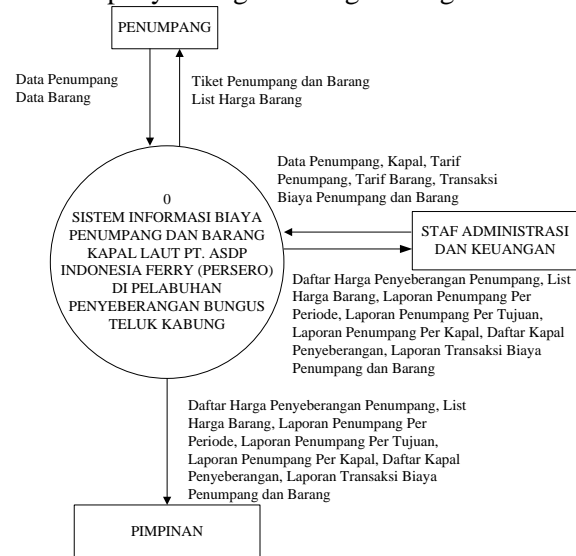 PENUMPANG
Data Penumpang
Data Barang
Tiket Penumpang dan Barang
List Harga Barang
0
SISTEM INFORMASI BIAYA
PENUMPANG DAN BARANG
KAPAL LAUT PT. ASDP
INDONESIA FERRY (PERSERO)
DI PELABUHAN
PENYEBERANGAN BUNGUS
TELUK KABUNG
Data Penumpang, Kapal, Tarif
Penumpang, Tarif Barang, Transaksi
Biaya Penumpang dan Barang
STAF ADMINISTRASI
DAN KEUANGAN
Daftar Harga Penyeberangan Penumpang, List
Harga Barang, Laporan Penumpang Per
Periode, Laporan Penumpang Per Tujuan,
Laporan Penumpang Per Kapal, Daftar Kapal
Penyeberangan, Laporan Transaksi Biaya
Penumpang dan Barang
Daftar Harga Penyeberangan Penumpang, List
Harga Barang, Laporan Penumpang Per
Periode, Laporan Penumpang Per Tujuan,
Laporan Penumpang Per Kapal, Daftar Kapal
Penyeberangan, Laporan Transaksi Biaya
Penumpang dan Barang
PIMPINAN